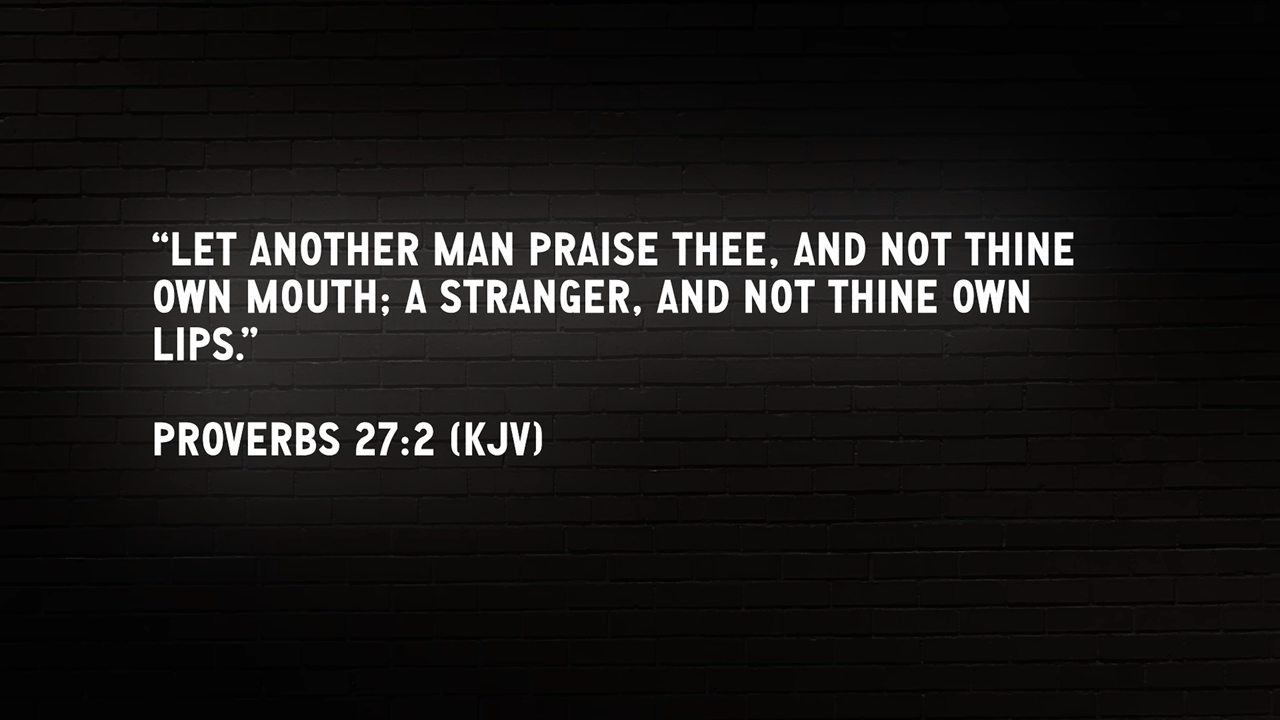 “LET ANOTHER MAN PRAISE THEE, AND NOT THINE
OWN MOUTH; A STRANGER, AND NOT THINE OWN
LIPS.”
PROVERBS 27:2 (KJV)